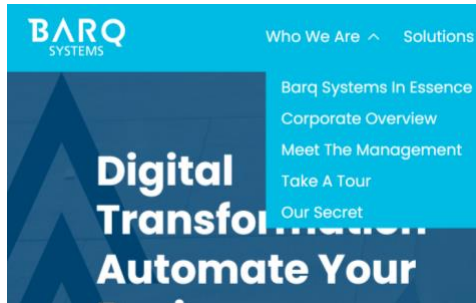 BARQ
SYSTEMS
Who We Are
Solutions
Barq Systems In Essence
Corporate Overview
Meet The Management
Take A Tour
Our Secret
Digital
Transformation
Automate Your